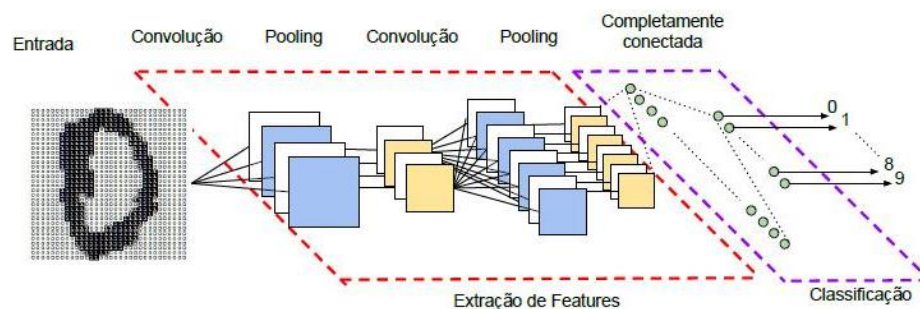 Entrada
Convolução
Pooling
Convolução
Pooling
Completamente
conectada
0
1
8
9
Extração de Features
Classificação